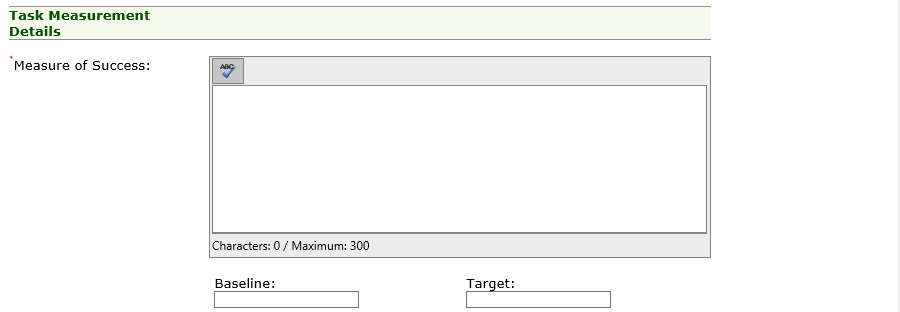 Task Measurement
Details
*Measure of Success:
ABC
Characters: 0 / Maximum: 300
Baseline: Target: